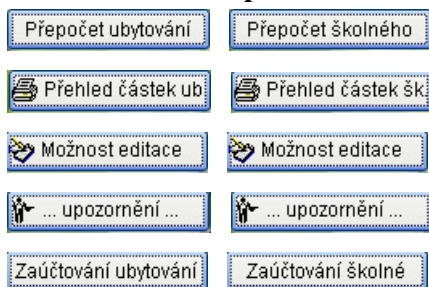 Přepočet ubytování Přepočet školného
Přehled částek ub Přehled částek šk
Možnost editace Možnost editace
... upozornění ... ... upozornění ...
Zaúčtování ubytování Zaúčtování školné